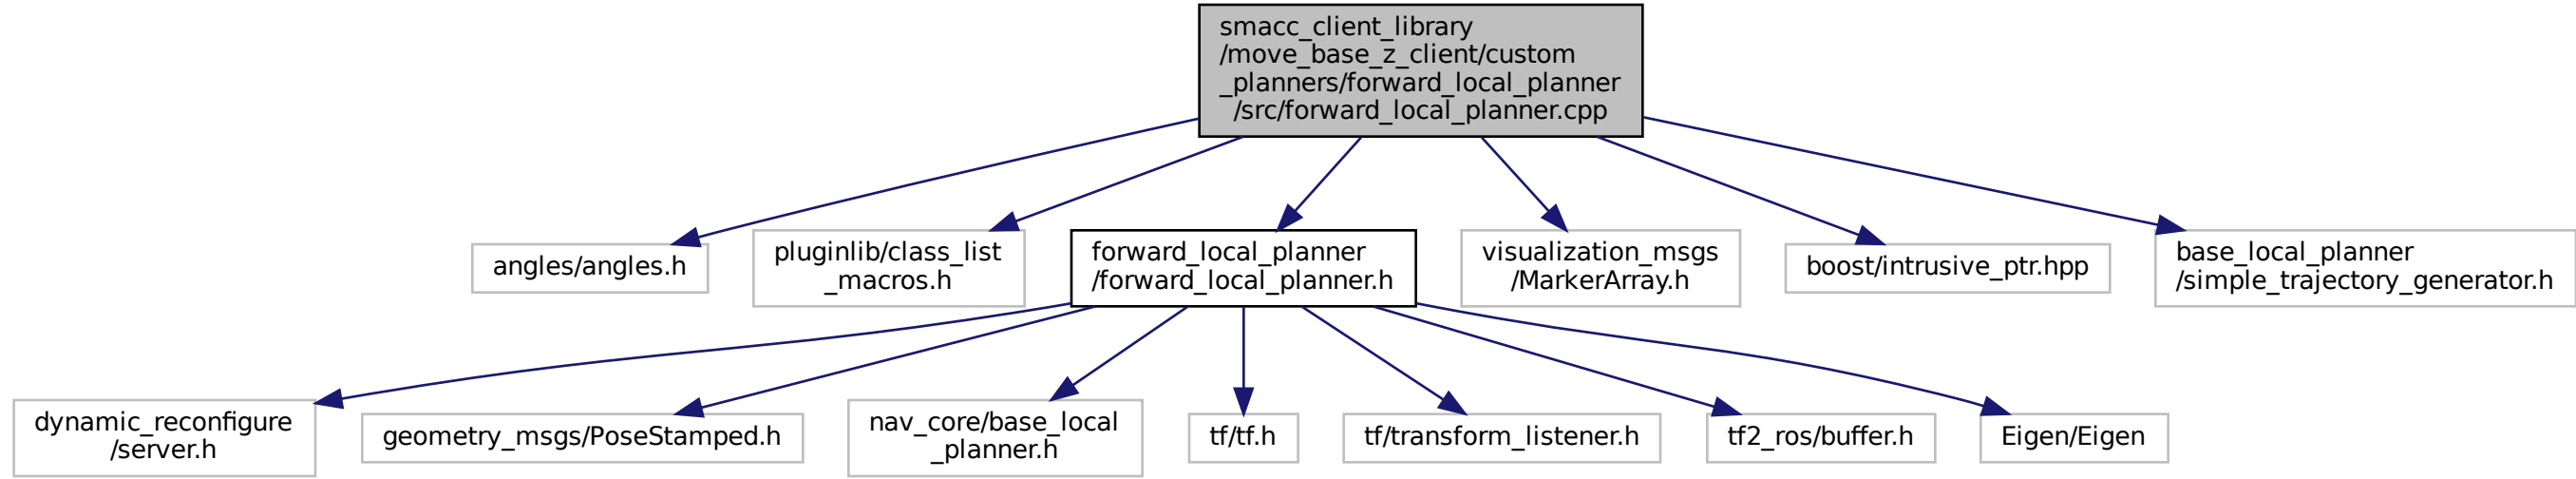 smacc_client_library
/move_base_z_client/custom
_planners/forward_local_planner
/src/forward_local_planner.cpp
angles/angles.h
pluginlib/class_list
_macros.h
forward_local_planner
/forward_local_planner.h
visualization_msgs
/MarkerArray.h
boost/intrusive_ptr.hpp
base_local_planner
/simple_trajectory_generator.h
dynamic_reconfigure
/server.h
geometry_msgs/PoseStamped.h
nav_core/base_local
_planner.h
tf/tf.h
tf/transform_listener.h
tf2_ros/buffer.h
Eigen/Eigen